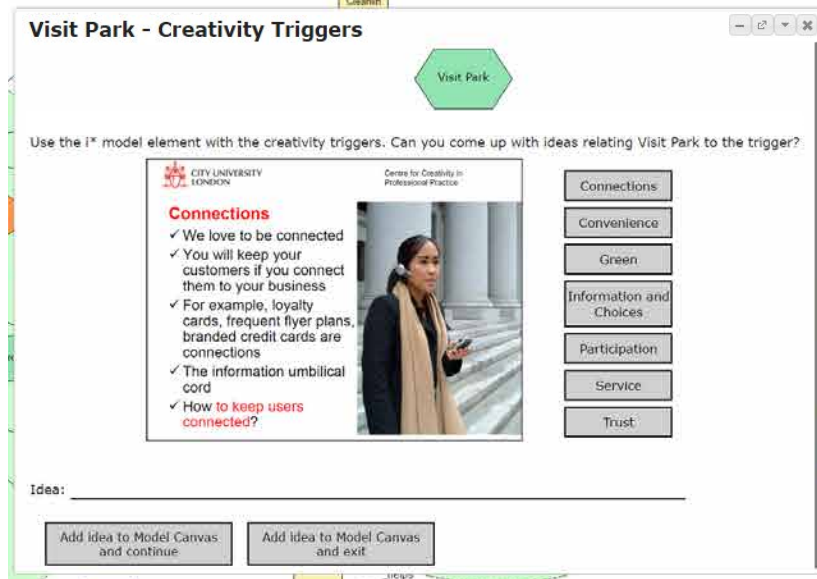 Cleanin
Visit Park - Creativity Triggers
Visit Park
Use the i* model element with the creativity triggers. Can you come up with ideas relating Visit Park to the trigger?
CITY UNIVERSITY
LONDON
Centre for Creativity in
Professional Practice
Connections
✓ We love to be connected
✓ You will keep your
customers if you connect
them to your business
✓ For example, loyalty
cards, frequent flyer plans,
branded credit cards are
connections
✓ The information umbilical
cord
✓ How to keep users
connected?
Connections
Convenience
Green
Information and
Choices
Participation
Service
Trust
Idea:
Add idea to Model Canvas
and continue
Add idea to Model Canvas
and exit